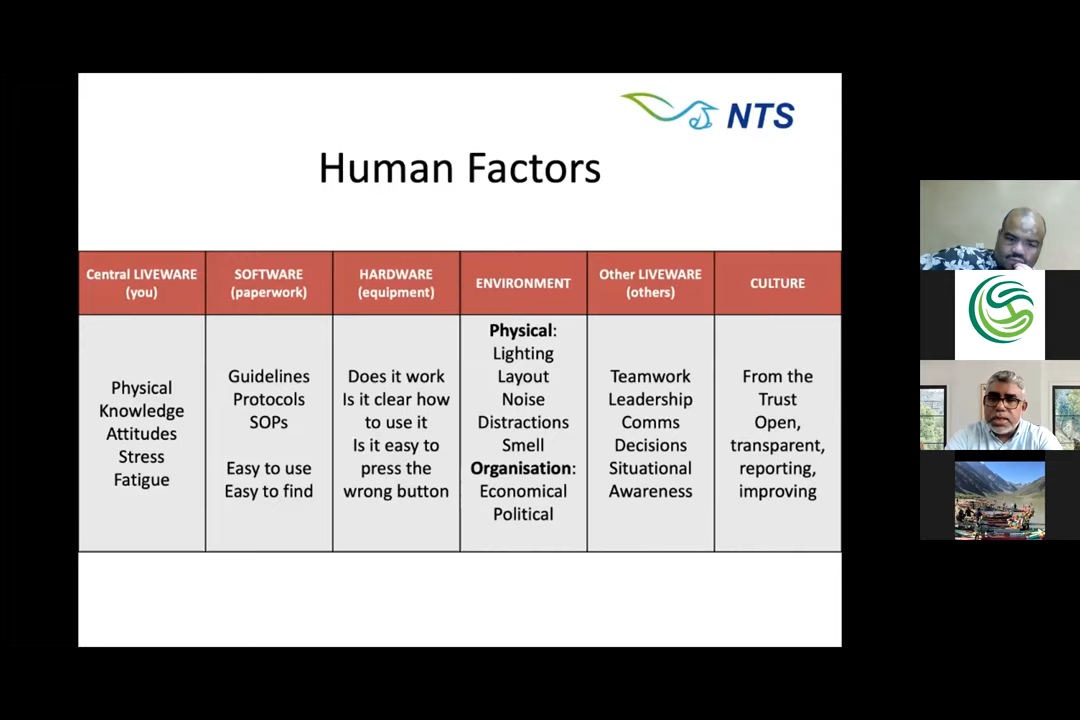 NTS
Human Factors
Central LIVEWARE
(you)
SOFTWARE
(paperwork)
HARDWARE
(equipment)
ENVIRONMENT
Other LIVEWARE
(others)
CULTURE
Physical
Knowledge
Attitudes
Stress
Fatigue
Guidelines
Protocols
SOPs
Easy to use
Easy to find
Does it work
Is it clear how
to use it
Is it easy to
press the
wrong button
Physical:
Lighting
Layout
Noise
Distractions
Smell
Organisation:
Economical
Political
Teamwork
Leadership
Comms
Decisions
Situational
Awareness
From the
Trust
Open,
transparent,
reporting,
improving